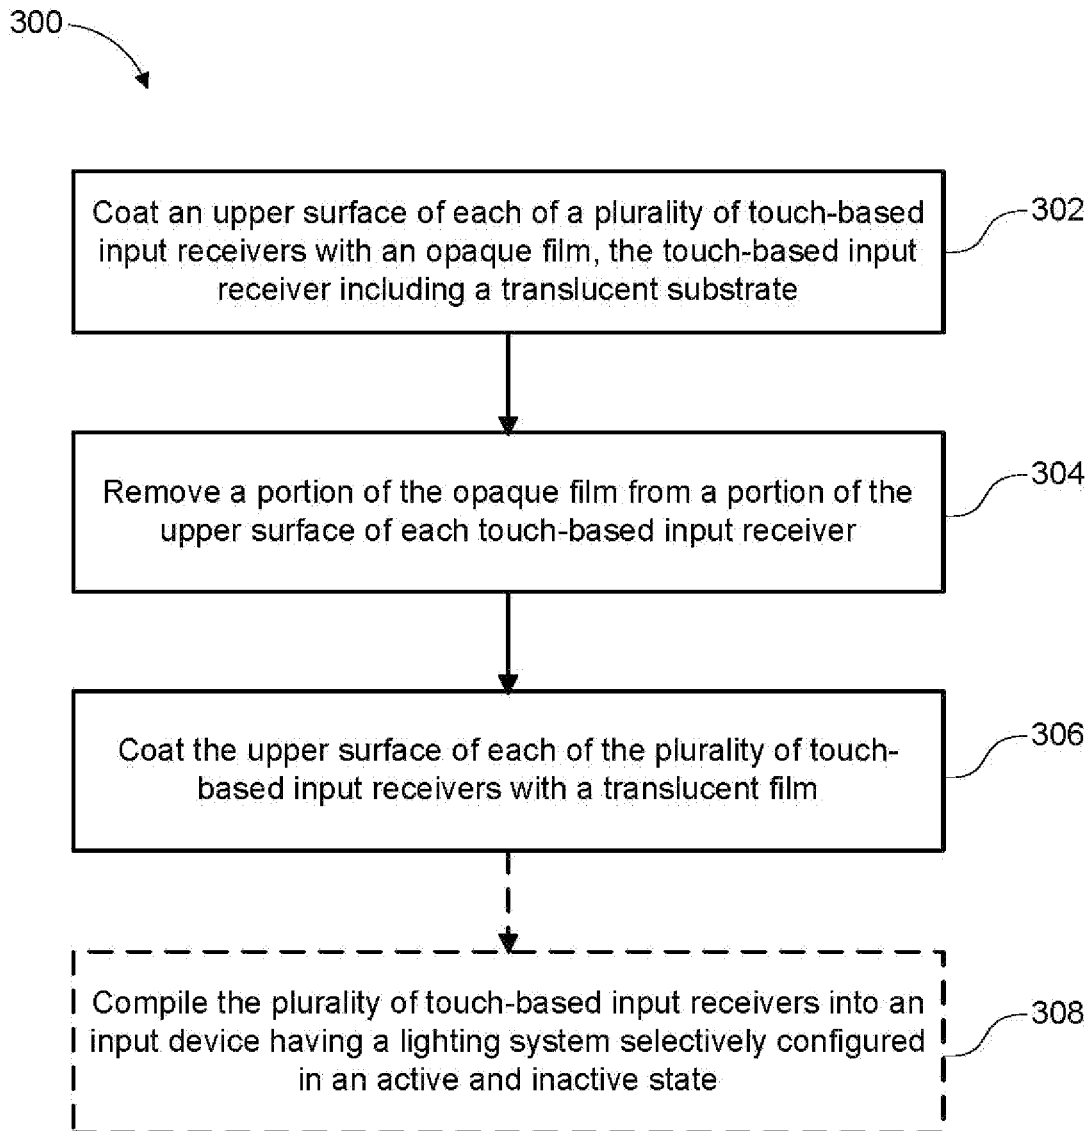 300
Coat an upper surface of each of a plurality of touch-based
input receivers with an opaque film, the touch-based input
receiver including a translucent substrate
302
Remove a portion of the opaque film from a portion of the
upper surface of each touch-based input receiver
304
Coat the upper surface of each of the plurality of touch-
based input receivers with a translucent film
306
Compile the plurality of touch-based input receivers into an
input device having a lighting system selectively configured
in an active and inactive state
308